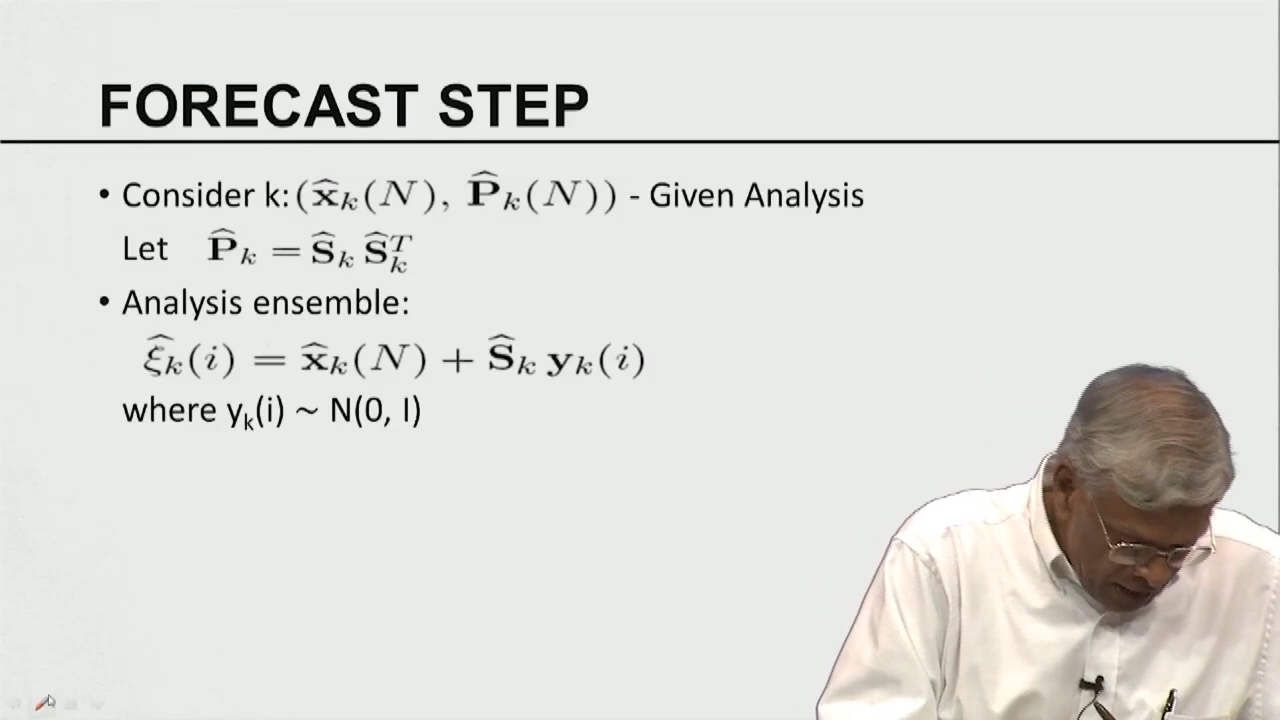 FORECAST STEP
• Consider k: (x̂ₖ(N), P̂ₖ(N)) - Given Analysis
Let P̂ₖ = Ŝₖ Ŝₖᵀ
• Analysis ensemble:
ξ̂ₖ(i) = x̂ₖ(N) + Ŝₖ yₖ(i)
where yₖ(i) ~ N(0, I)